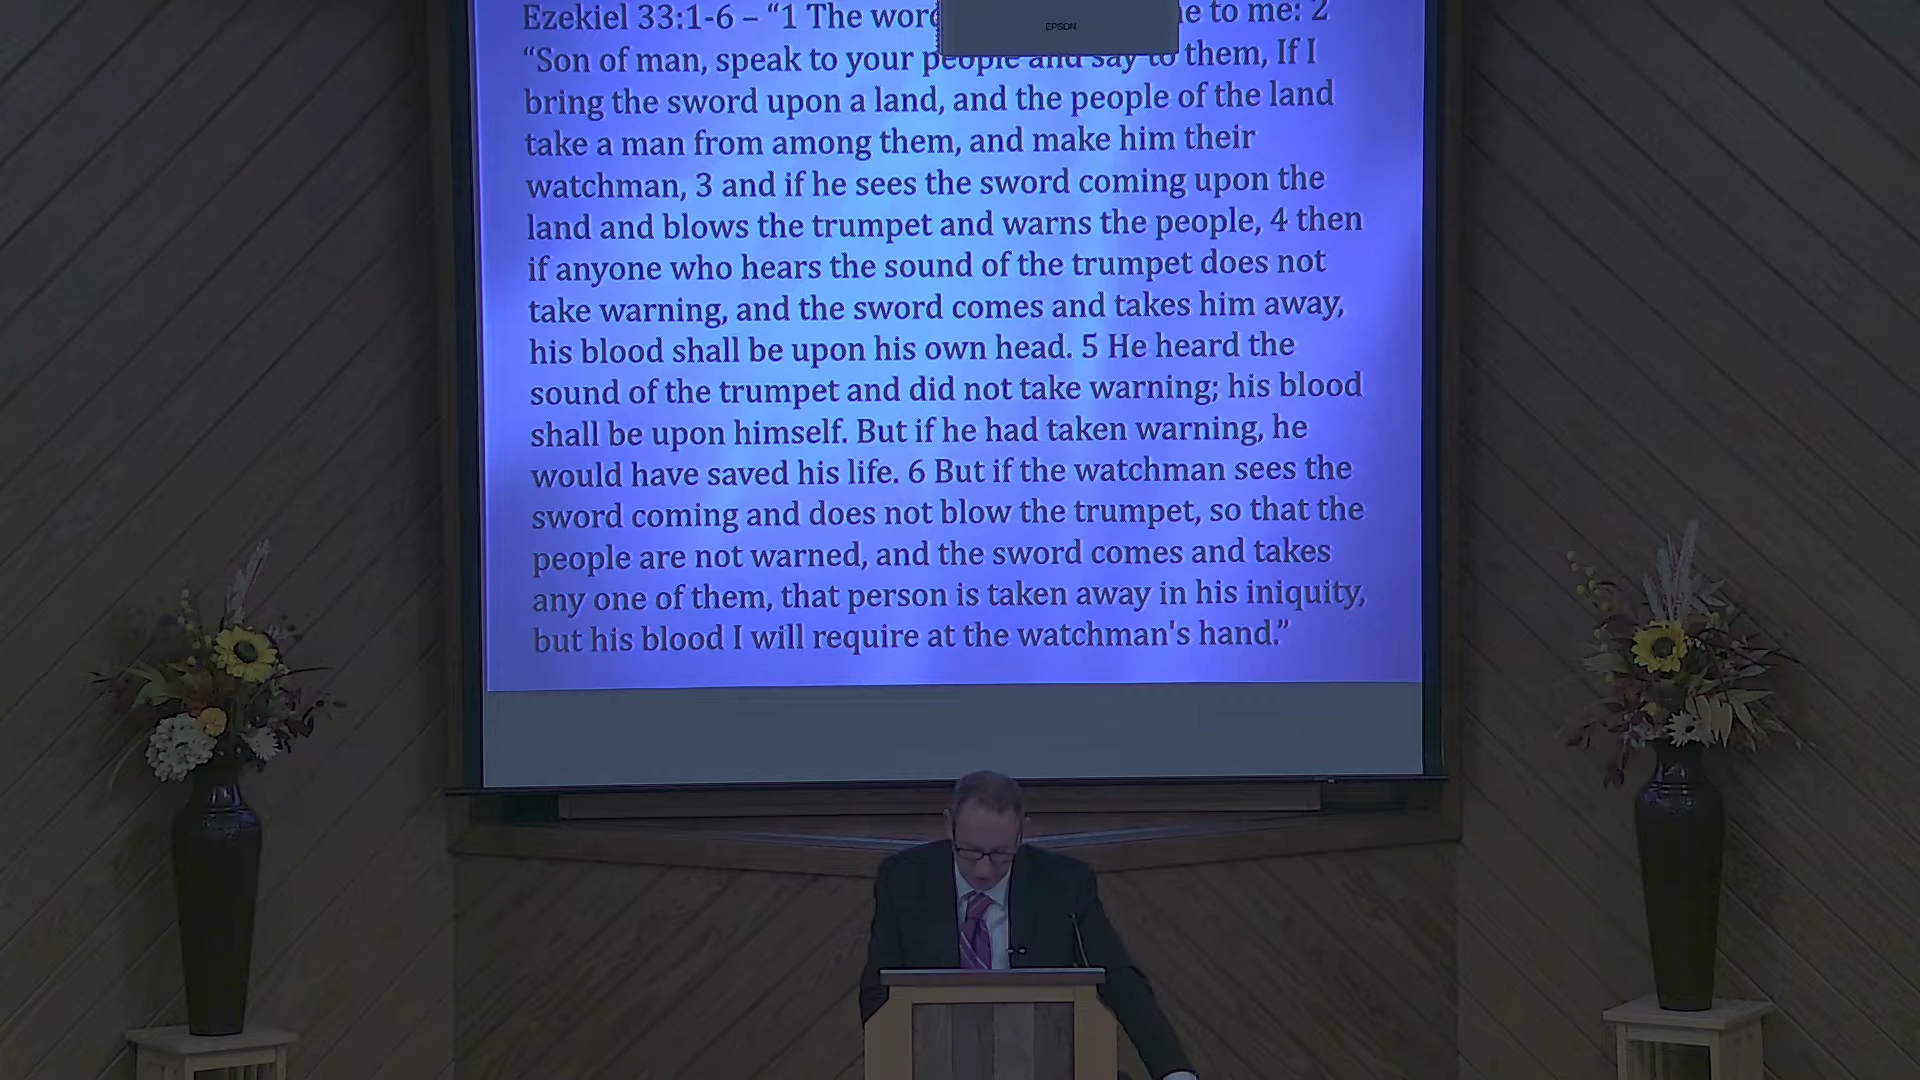 Ezekiel 33:1-6 – “1 The word e to me: 2
EPSON
“Son of man, speak to your people and say to them, If I
bring the sword upon a land, and the people of the land
take a man from among them, and make him their
watchman, 3 and if he sees the sword coming upon the
land and blows the trumpet and warns the people, 4 then
if anyone who hears the sound of the trumpet does not
take warning, and the sword comes and takes him away,
his blood shall be upon his own head. 5 He heard the
sound of the trumpet and did not take warning; his blood
shall be upon himself. But if he had taken warning, he
would have saved his life. 6 But if the watchman sees the
sword coming and does not blow the trumpet, so that the
people are not warned, and the sword comes and takes
any one of them, that person is taken away in his iniquity,
but his blood I will require at the watchman's hand.”